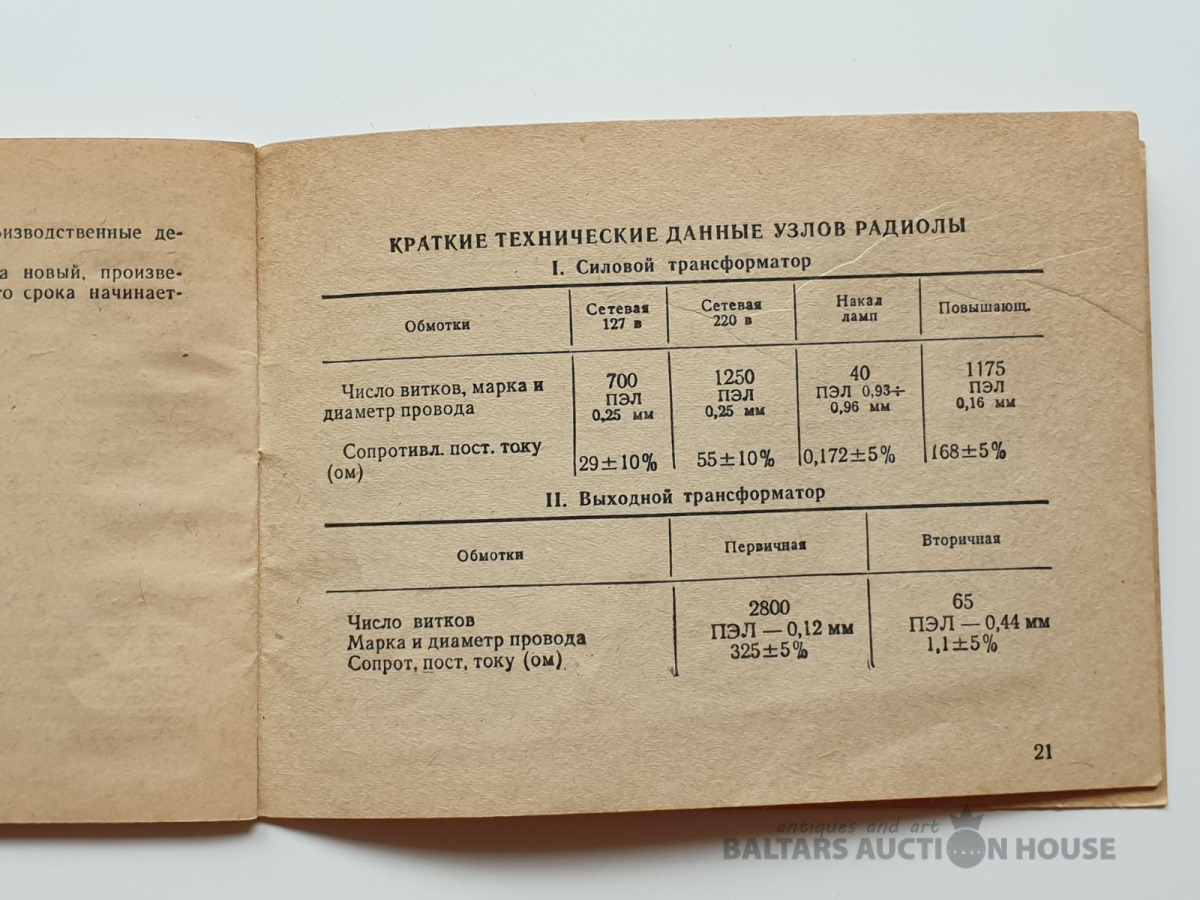 оизводственные де-
а новый, произве-
го срока начинает-
КРАТКИЕ ТЕХНИЧЕСКИЕ ДАННЫЕ УЗЛОВ РАДИОЛЫ
I. Силовой трансформатор
Обмотки
Сетевая
127 в
Сетевая
220 в
Накал
ламп
Повышающ.
Число витков, марка и
диаметр провода
700
ПЭЛ
0,25 мм
1250
ПЭЛ
0,25 мм
40
ПЭЛ 0,93÷
0,96 мм
1175
ПЭЛ
0,16 мм
Сопротивл. пост. току
(ом)
29±10%
55±10%
0,172±5%
168±5%
II. Выходной трансформатор
Обмотки
Первичная
Вторичная
Число витков
Марка и диаметр провода
Сопрот, пост, току (ом)
2800
ПЭЛ — 0,12 мм
325±5%
65
ПЭЛ — 0,44 мм
1,1±5%
21
antiques and art
BALTARS AUCTION HOUSE